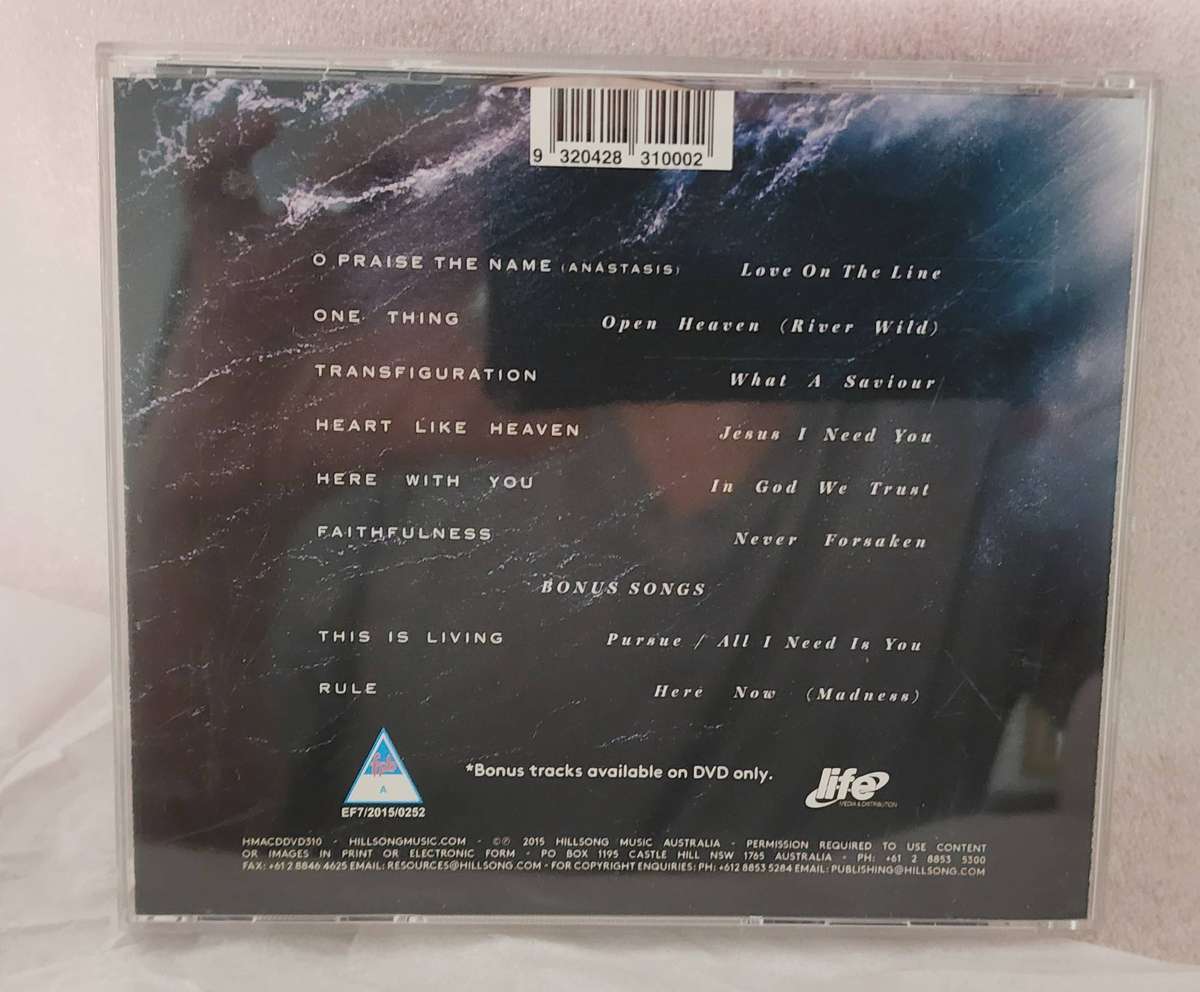 9 320428 310002
O PRAISE THE NAME (ANASTASIS) Love On The Line
ONE THING Open Heaven (River Wild)
TRANSFIGURATION What A Saviour
HEART LIKE HEAVEN Jesus I Need You
HERE WITH YOU In God We Trust
FAITHFULNESS Never Forsaken
BONUS SONGS
THIS IS LIVING Pursue / All I Need Is You
RULE Here Now (Madness)
A
EF7/2015/0252
*Bonus tracks available on DVD only.
life
MEDIA & DISTRIBUTION
HMACDDVD310 · HILLSONGMUSIC.COM · ©℗ 2015 HILLSONG MUSIC AUSTRALIA · PERMISSION REQUIRED TO USE CONTENT
OR IMAGES IN PRINT OR ELECTRONIC FORM · PO BOX 1195 CASTLE HILL NSW 1765 AUSTRALIA · PH: +61 2 8853 5300
FAX: +61 2 8846 4625 EMAIL: RESOURCES@HILLSONG.COM · FOR COPYRIGHT ENQUIRIES: PH: +612 8853 5284 EMAIL: PUBLISHING@HILLSONG.COM